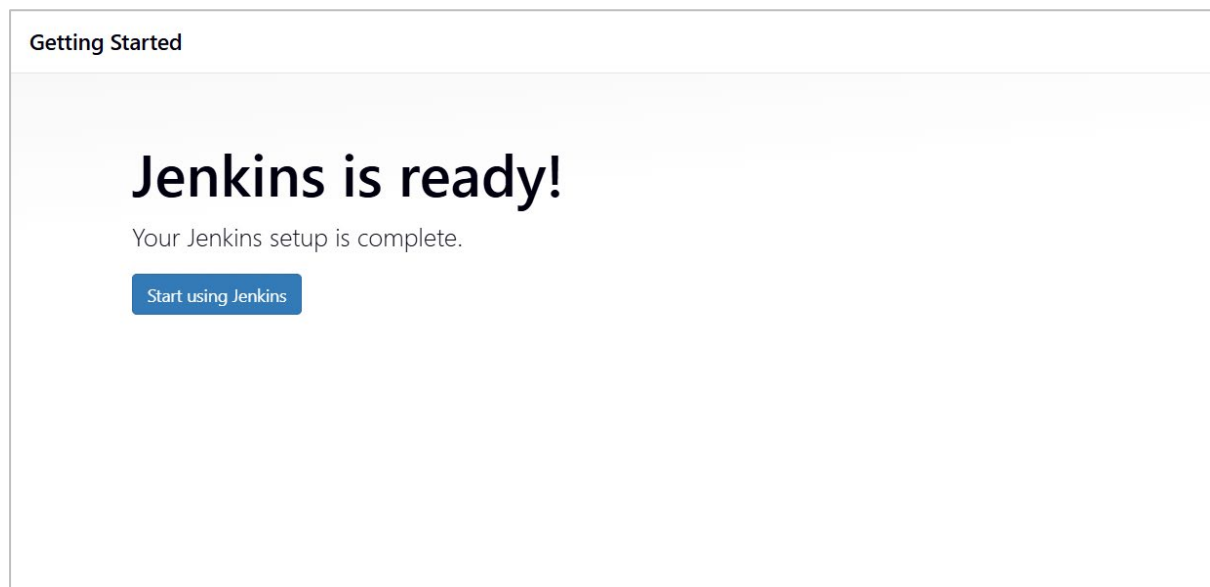 Getting Started
Jenkins is ready!
Your Jenkins setup is complete.
Start using Jenkins